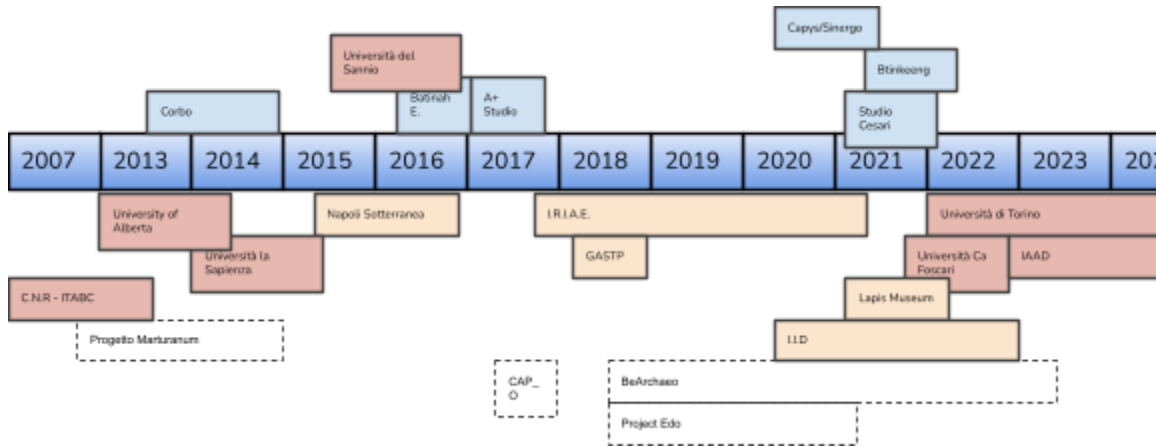 Capys/Sinergo
Università del
Sannio
Btinkeeng
Batinah
E.
A+
Studio
Corbo
Studio
Cesari
2007
2013
2014
2015
2016
2017
2018
2019
2020
2021
2022
2023
University of
Alberta
Napoli Sotterranea
I.R.I.A.E.
Università di Torino
Università la
Sapienza
GASTP
Università Ca
Foscari
IAAD
C.N.R - ITABC
Lapis Museum
Progetto Marturanum
I.I.D
CAP_
O
BeArchaeo
Project Edo